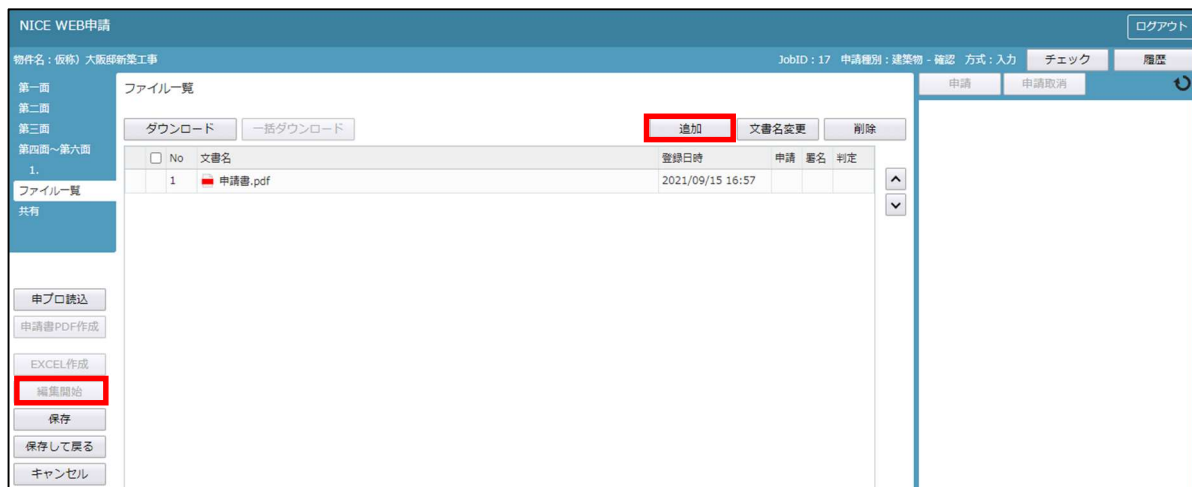 NICE WEB申請
ログアウト
物件名：仮称）大阪邸新築工事
JobID：17 申請種別：建築物 - 確認 方式：入力 チェック 履歴
第一面
第二面
第三面
第四面～第六面
1.
ファイル一覧
共有
申プロ読込
申請書PDF作成
EXCEL作成
編集開始
保存
保存して戻る
キャンセル
ファイル一覧
ダウンロード 一括ダウンロード 追加 文書名変更 削除
No 文書名 登録日時 申請 署名 判定
1 申請書.pdf 2021/09/15 16:57
申請 申請取消